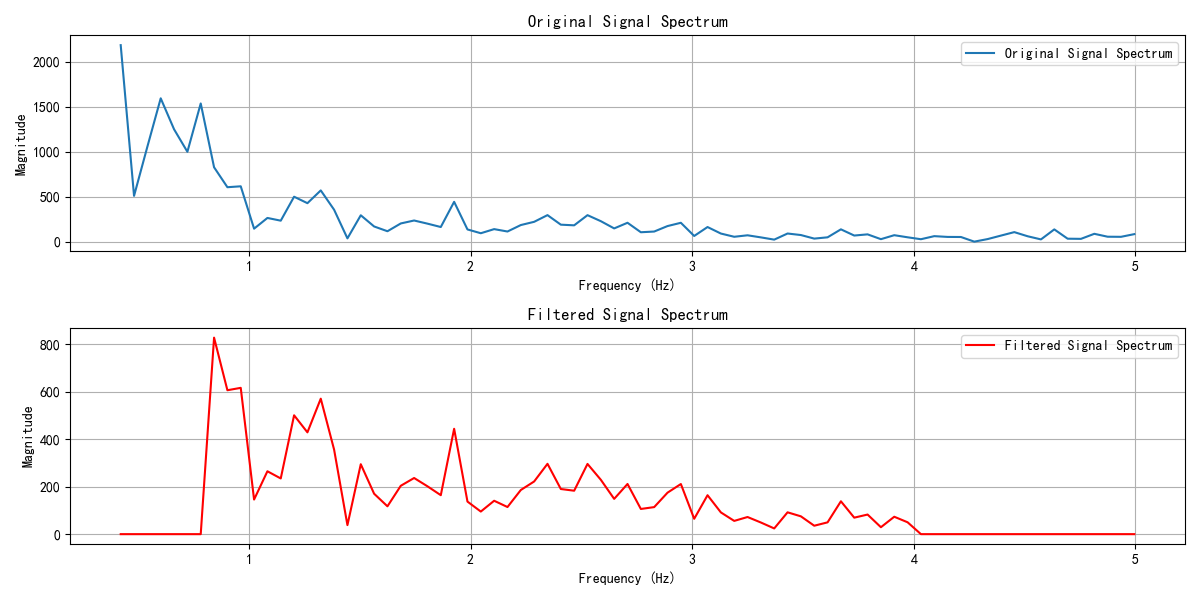 Original Signal Spectrum
Original Signal Spectrum
Magnitude
2000
1500
1000
500
0
1 2 3 4 5
Frequency (Hz)
Filtered Signal Spectrum
Filtered Signal Spectrum
Magnitude
800
600
400
200
0
1 2 3 4 5
Frequency (Hz)